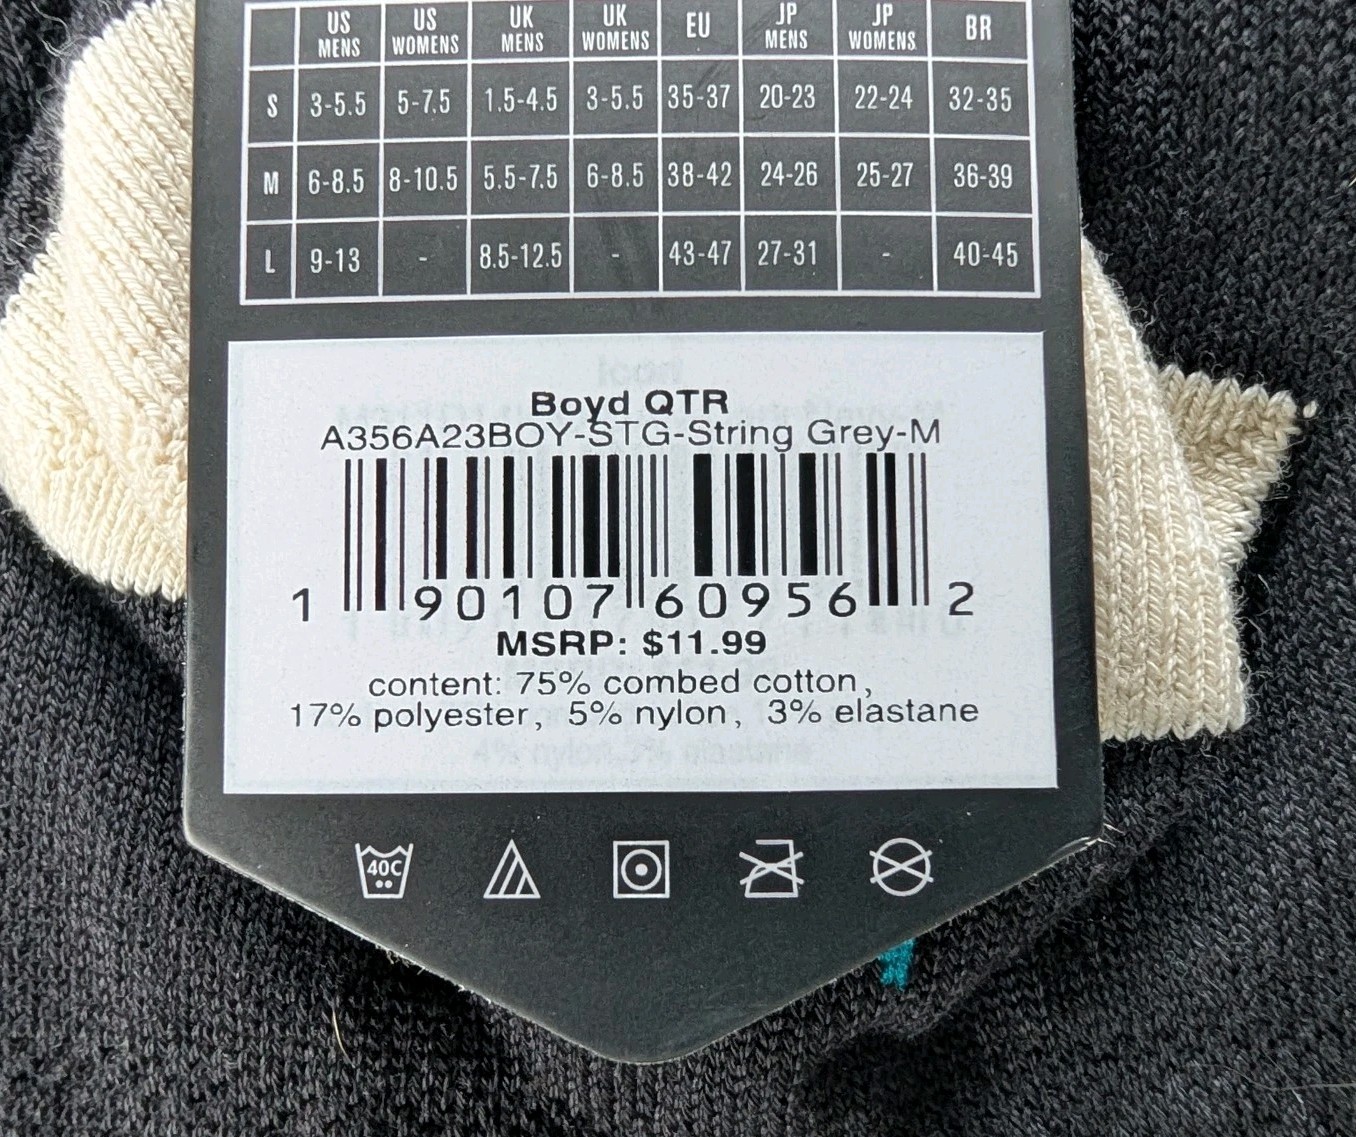 US MENS US WOMENS UK MENS UK WOMENS EU JP MENS JP WOMENS BR
S 3-5.5 5-7.5 1.5-4.5 3-5.5 35-37 20-23 22-24 32-35
M 6-8.5 8-10.5 5.5-7.5 6-8.5 38-42 24-26 25-27 36-39
L 9-13 - 8.5-12.5 - 43-47 27-31 - 40-45
Boyd QTR
A356A23BOY-STG-String Grey-M
1 90107 60956 2
MSRP: $11.99
content: 75% combed cotton,
17% polyester, 5% nylon, 3% elastane
40C